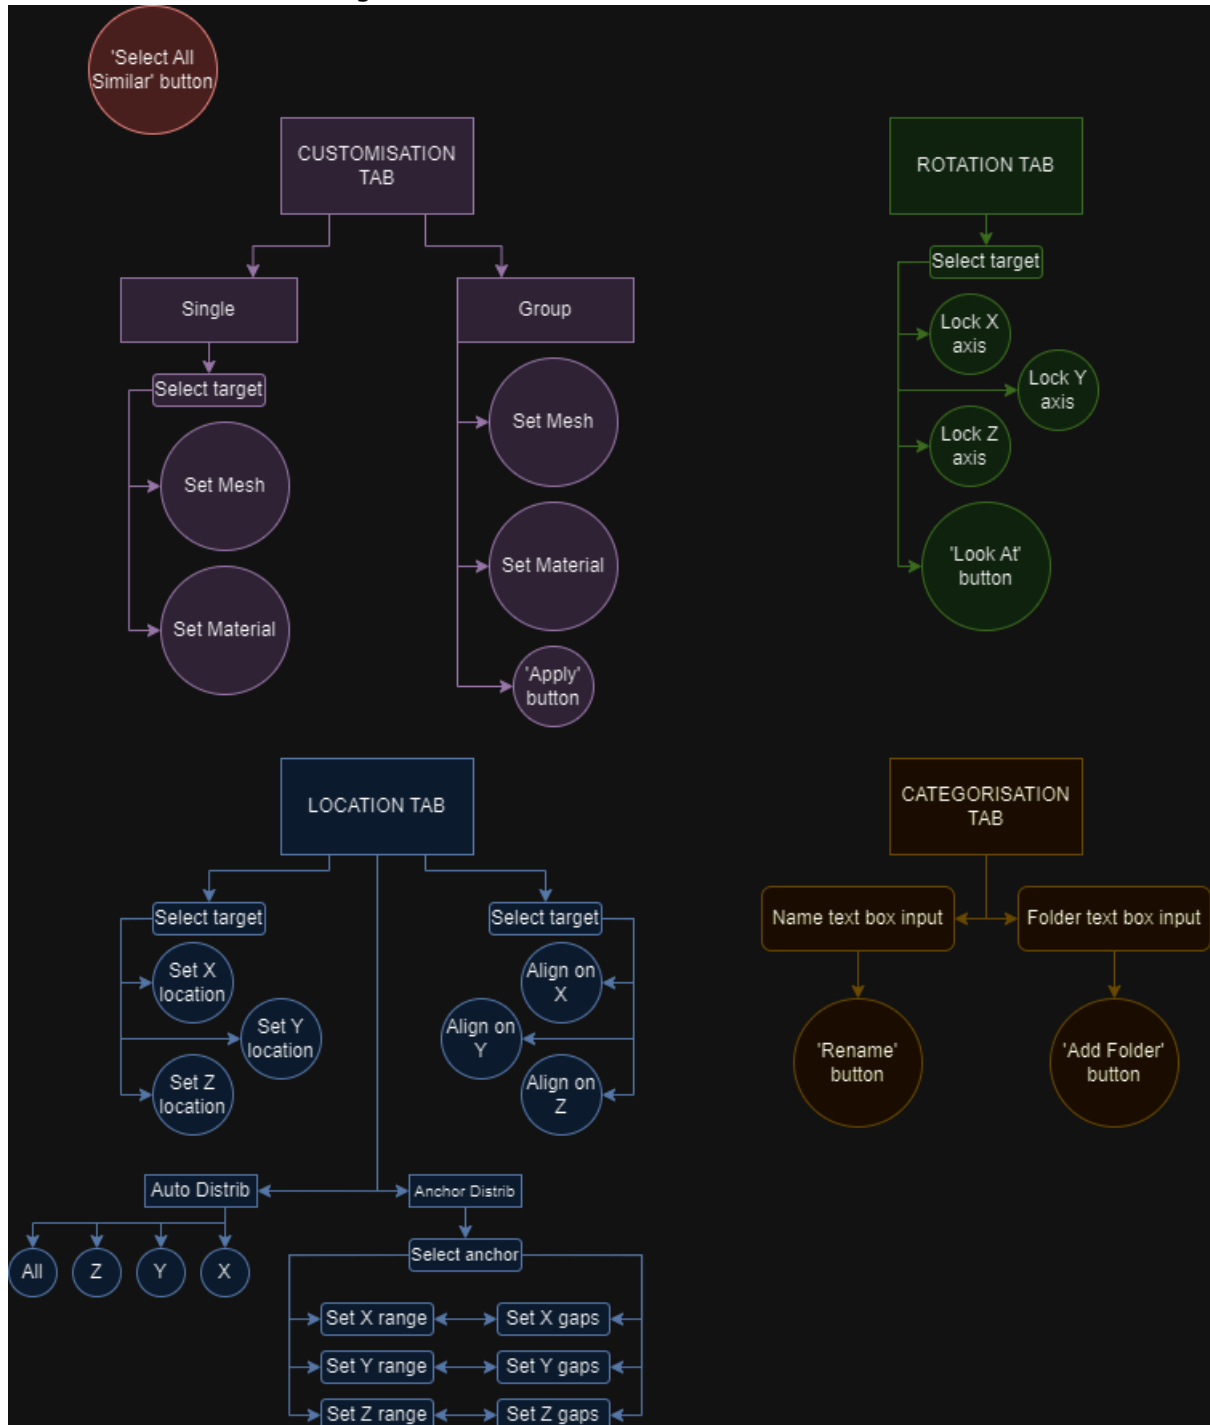 'Select All
Similar' button
CUSTOMISATION
TAB
Single
Select target
Set Mesh
Set Material
Group
Set Mesh
Set Material
'Apply'
button
ROTATION TAB
Select target
Lock X
axis
Lock Y
axis
Lock Z
axis
'Look At'
button
LOCATION TAB
Select target
Set X
location
Set Y
location
Set Z
location
Select target
Align on
X
Align on
Y
Align on
Z
Auto Distrib
All
Z
Y
X
Anchor Distrib
Select anchor
Set X range
Set X gaps
Set Y range
Set Y gaps
Set Z range
Set Z gaps
CATEGORISATION
TAB
Name text box input
Folder text box input
'Rename'
button
'Add Folder'
button